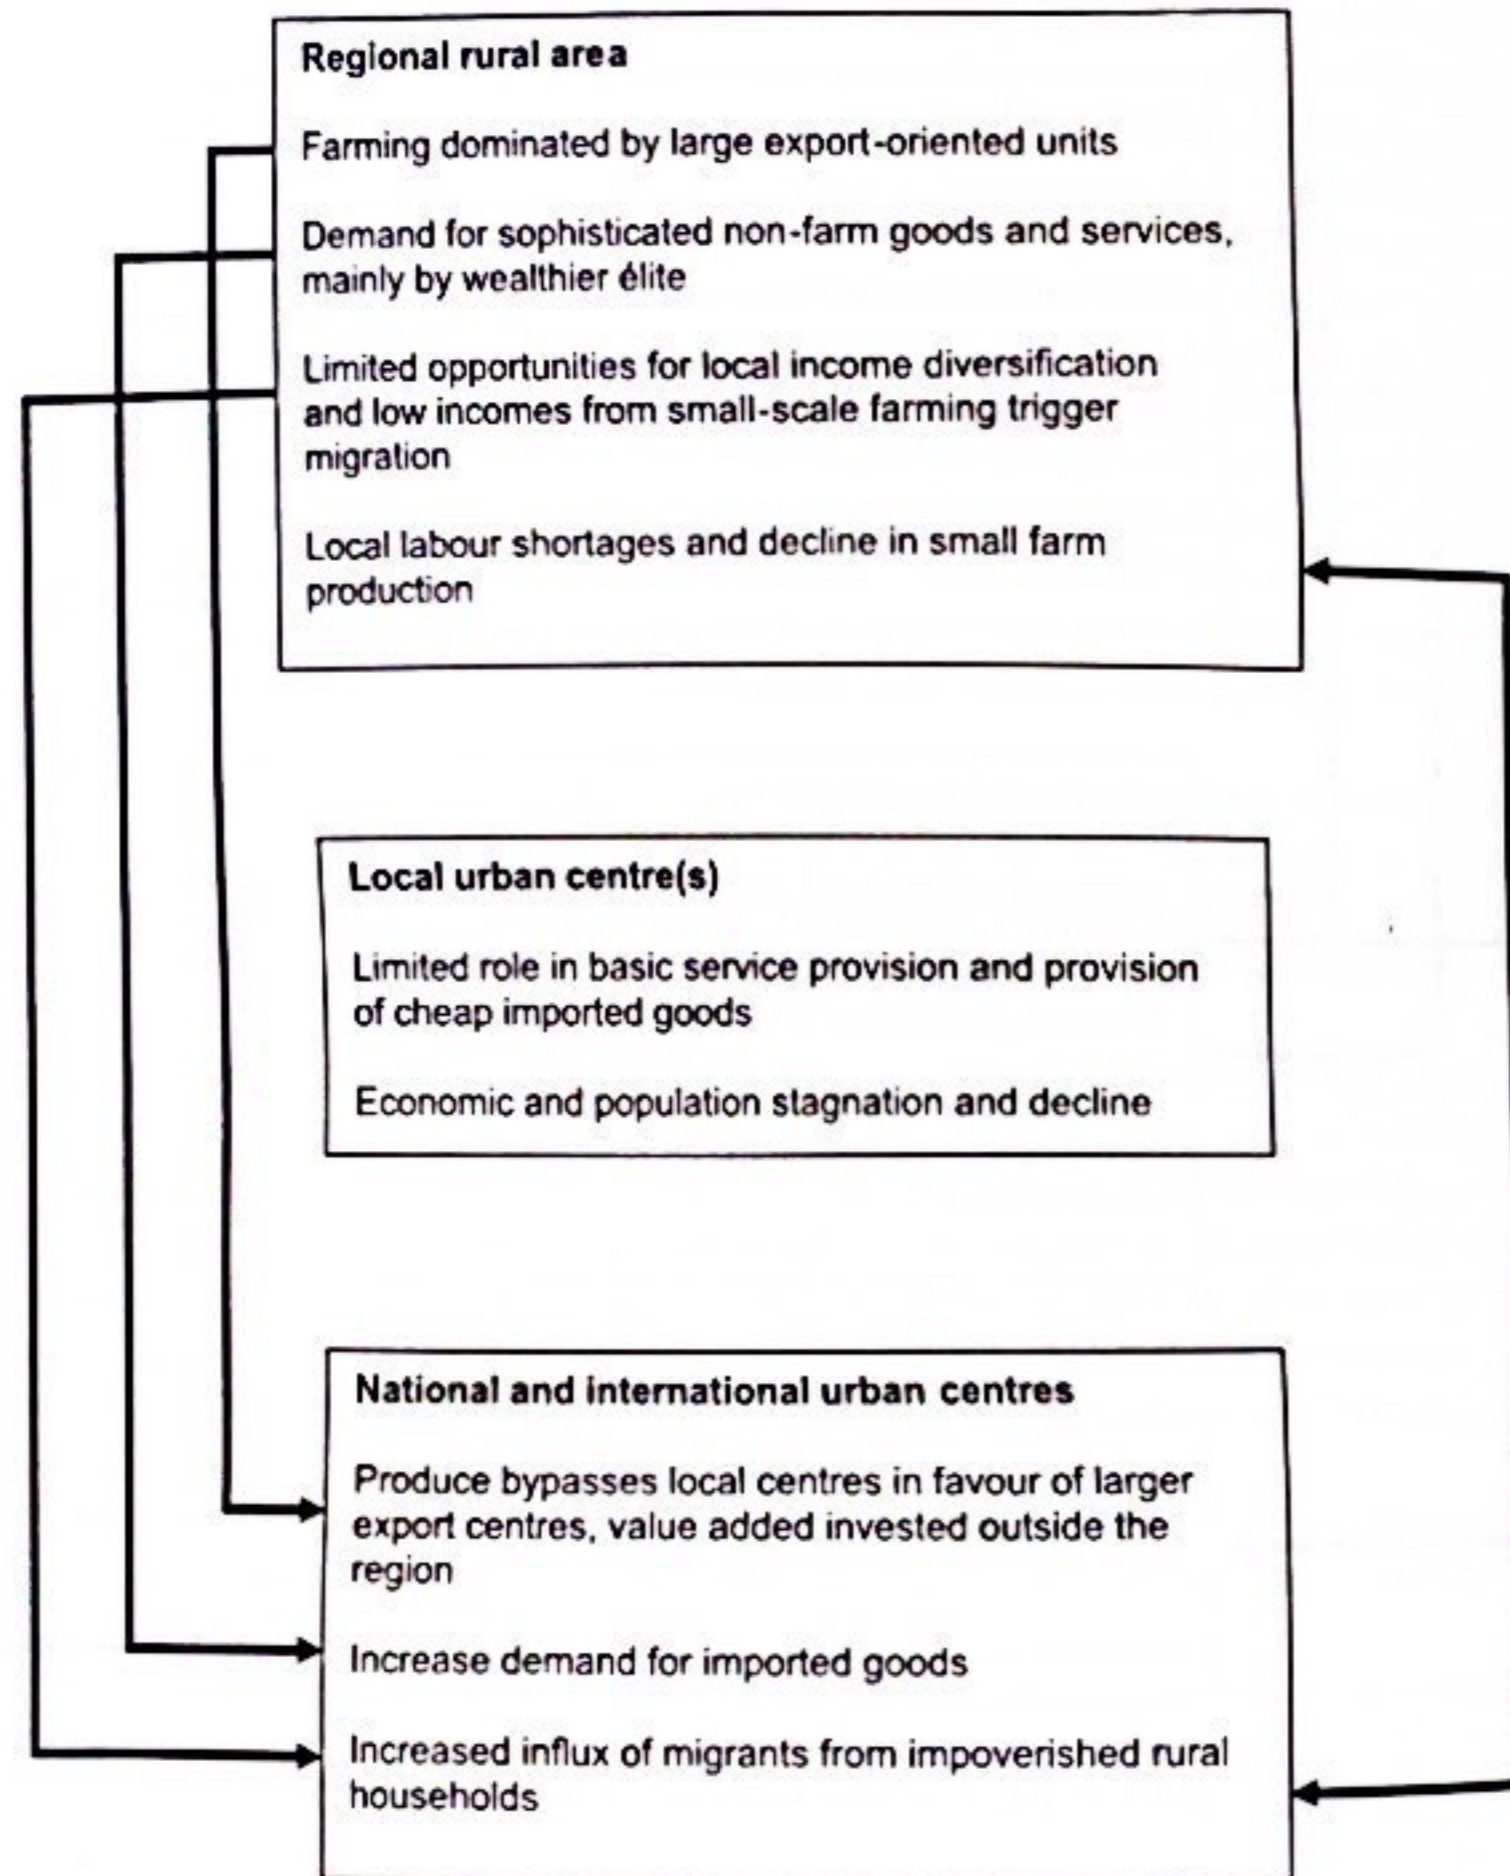 Regional rural area
Farming dominated by large export-oriented units
Demand for sophisticated non-farm goods and services,
mainly by wealthier élite
Limited opportunities for local income diversification
and low incomes from small-scale farming trigger
migration
Local labour shortages and decline in small farm
production
Local urban centre(s)
Limited role in basic service provision and provision
of cheap imported goods
Economic and population stagnation and decline
National and international urban centres
Produce bypasses local centres in favour of larger
export centres, value added invested outside the
region
Increase demand for imported goods
Increased influx of migrants from impoverished rural
households